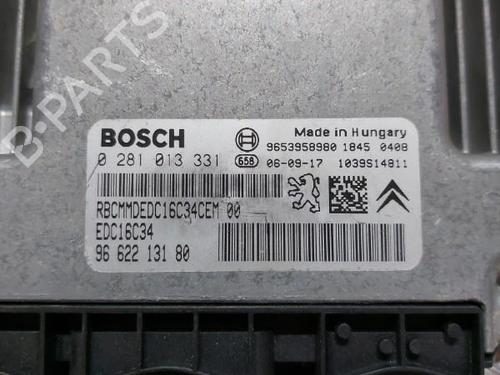 B-PARTS
BOSCH
Made in Hungary
9653958980 1845 0408
0 281 013 331
658
06-09-17 1039S14811
RBCMMDEDC16C34CEM 00
EDC16C34
96 622 131 80